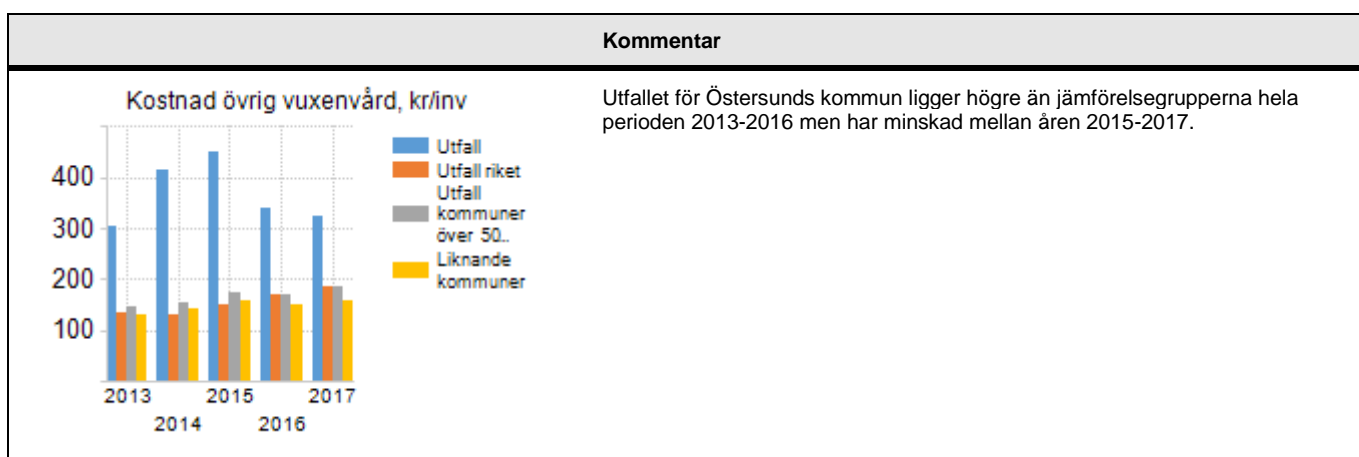 Kommentar
Kostnad övrig vuxenvård, kr/inv
400
300
200
100
2013
2015
2017
2014
2016
Utfall
Utfall riket
Utfall
kommuner
över 50..
Liknande
kommuner
Utfallet för Östersunds kommun ligger högre än jämförelsegrupperna hela
perioden 2013-2016 men har minskad mellan åren 2015-2017.